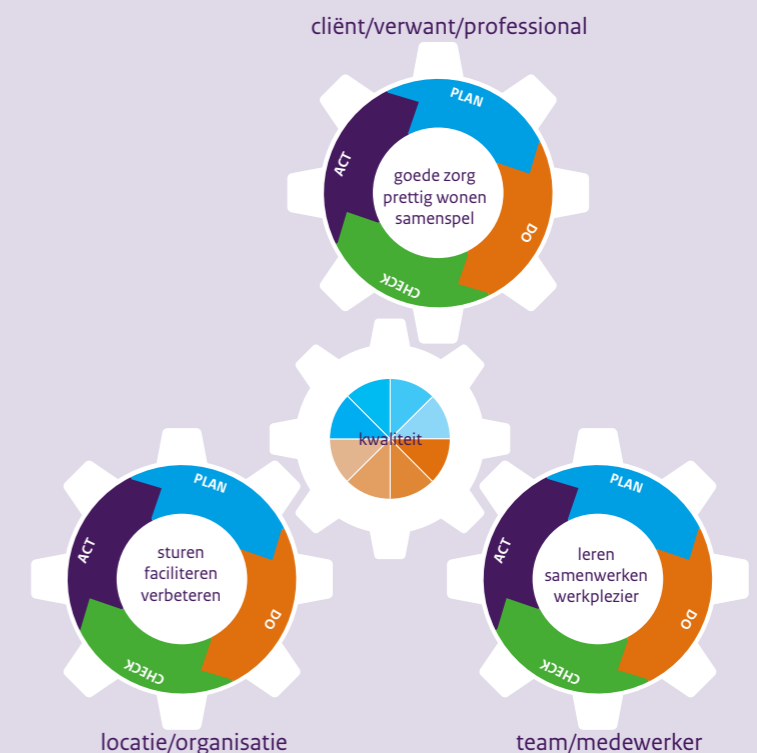 cliënt/verwant/professional
PLAN
ACT
goede zorg
prettig wonen
samenspel
DO
CHECK
kwaliteit
PLAN
ACT
sturen
faciliteren
verbeteren
DO
CHECK
locatie/organisatie
PLAN
ACT
leren
samenwerken
werkplezier
DO
CHECK
team/medewerker